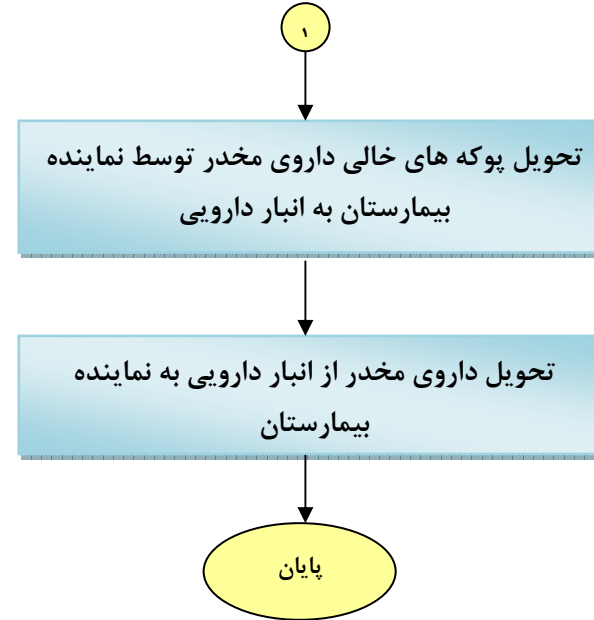 ۱
تحویل پوکه های خالی داروی مخدر توسط نماینده
بیمارستان به انبار دارویی
تحویل داروی مخدر از انبار دارویی به نماینده
بیمارستان
پایان